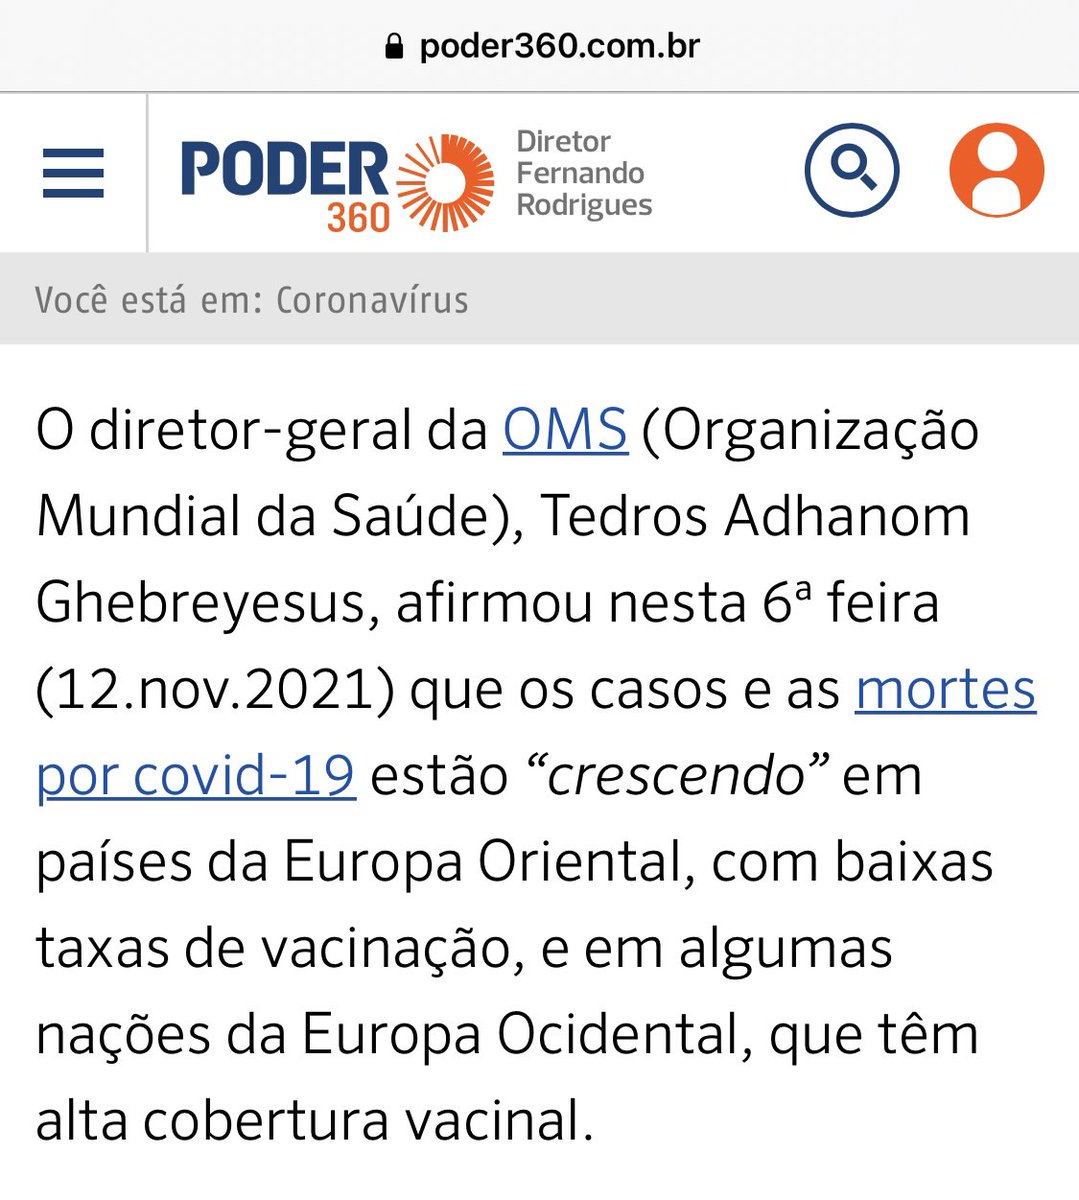 poder360.com.br
PODER
360
Diretor
Fernando
Rodrigues
Você está em: Coronavírus
O diretor-geral da OMS (Organização
Mundial da Saúde), Tedros Adhanom
Ghebreyesus, afirmou nesta 6ª feira
(12.nov.2021) que os casos e as mortes
por covid-19 estão “crescendo” em
países da Europa Oriental, com baixas
taxas de vacinação, e em algumas
nações da Europa Ocidental, que têm
alta cobertura vacinal.